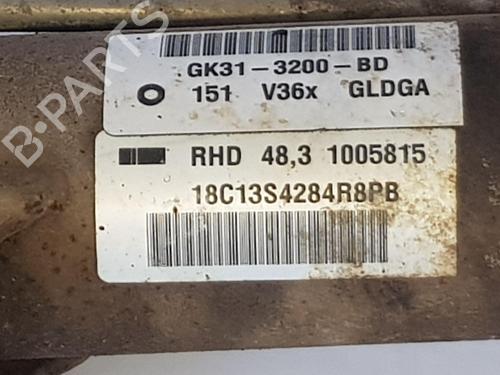 B-PARTS
GK31-3200-BD
151 V36x GLDGA
RHD 48,3 1005815
18C13S4284R8PB